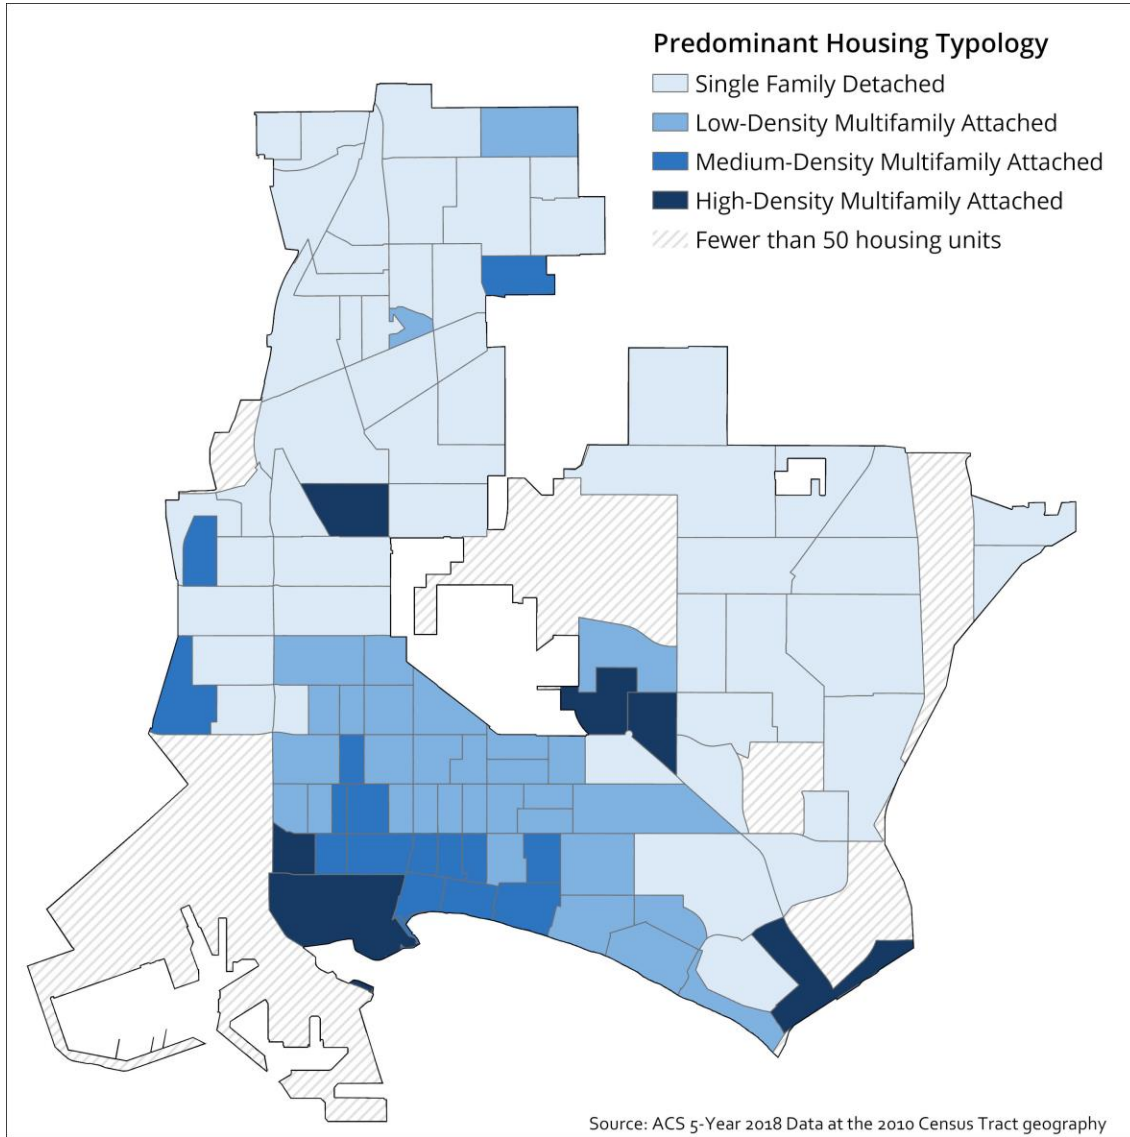 Predominant Housing Typology
Single Family Detached
Low-Density Multifamily Attached
Medium-Density Multifamily Attached
High-Density Multifamily Attached
Fewer than 50 housing units
Source: ACS 5-Year 2018 Data at the 2010 Census Tract geography